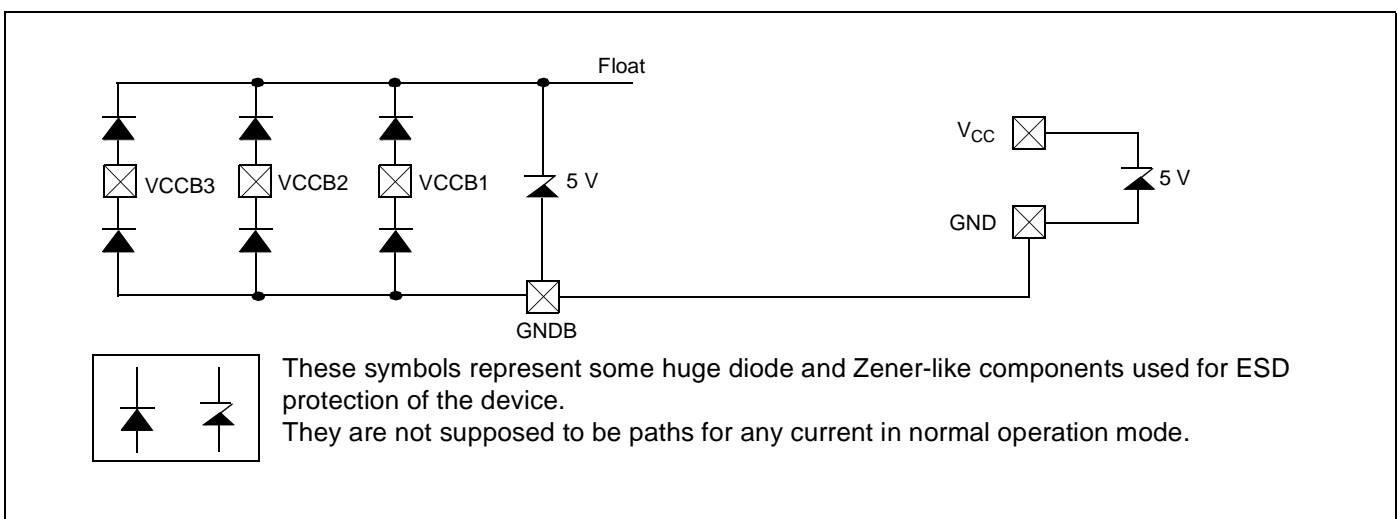 Float
VCC
VCCB3
VCCB2
VCCB1
5 V
5 V
GND
GNDB
These symbols represent some huge diode and Zener-like components used for ESD
protection of the device.
They are not supposed to be paths for any current in normal operation mode.